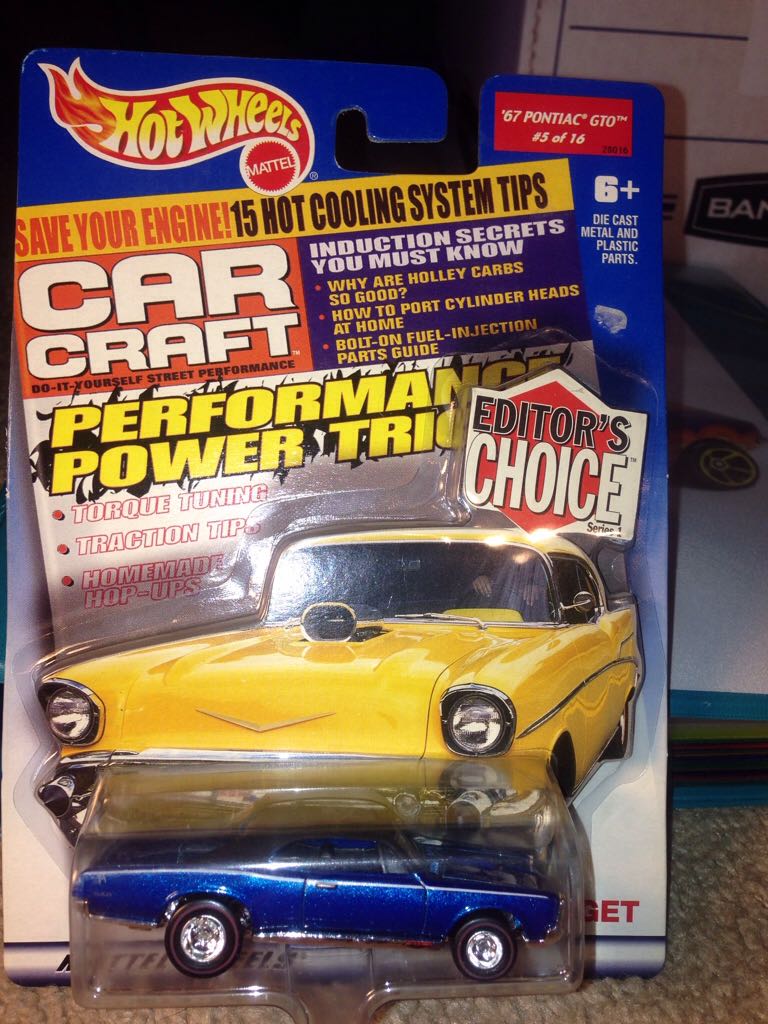 HOT WHEELS
MATTEL
®
'67 PONTIAC® GTO™
#5 of 16
28016
6+
DIE CAST
METAL AND
PLASTIC
PARTS.
SAVE YOUR ENGINE! 15 HOT COOLING SYSTEM TIPS
CAR
CRAFT™
DO-IT-YOURSELF STREET PERFORMANCE
INDUCTION SECRETS
YOU MUST KNOW
• WHY ARE HOLLEY CARBS
SO GOOD?
• HOW TO PORT CYLINDER HEADS
AT HOME
• BOLT-ON FUEL-INJECTION
PARTS GUIDE
PERFORMANCE
POWER TRI
EDITOR'S
CHOICE™
Series 1
• TORQUE TUNING
• TRACTION TIPS
• HOMEMADE
HOP-UPS
GET
BAN